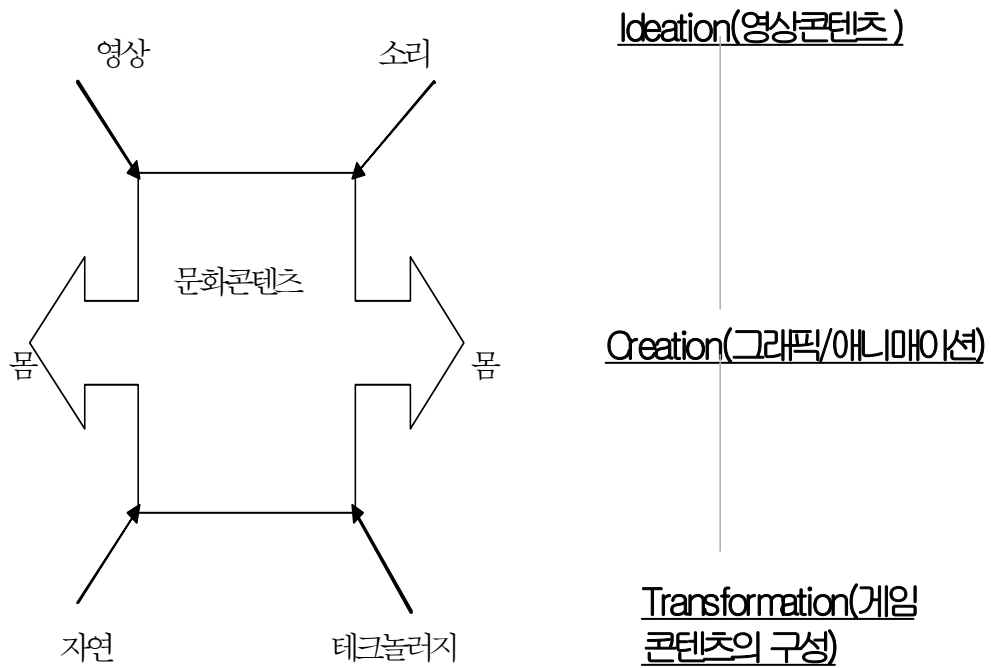 영상
소리
문화콘텐츠
몸
몸
자연
테크놀러지
Ideation(영상콘텐츠 )
Creation(그래픽/애니매이션)
Transformation(게임
콘텐츠의 구성)